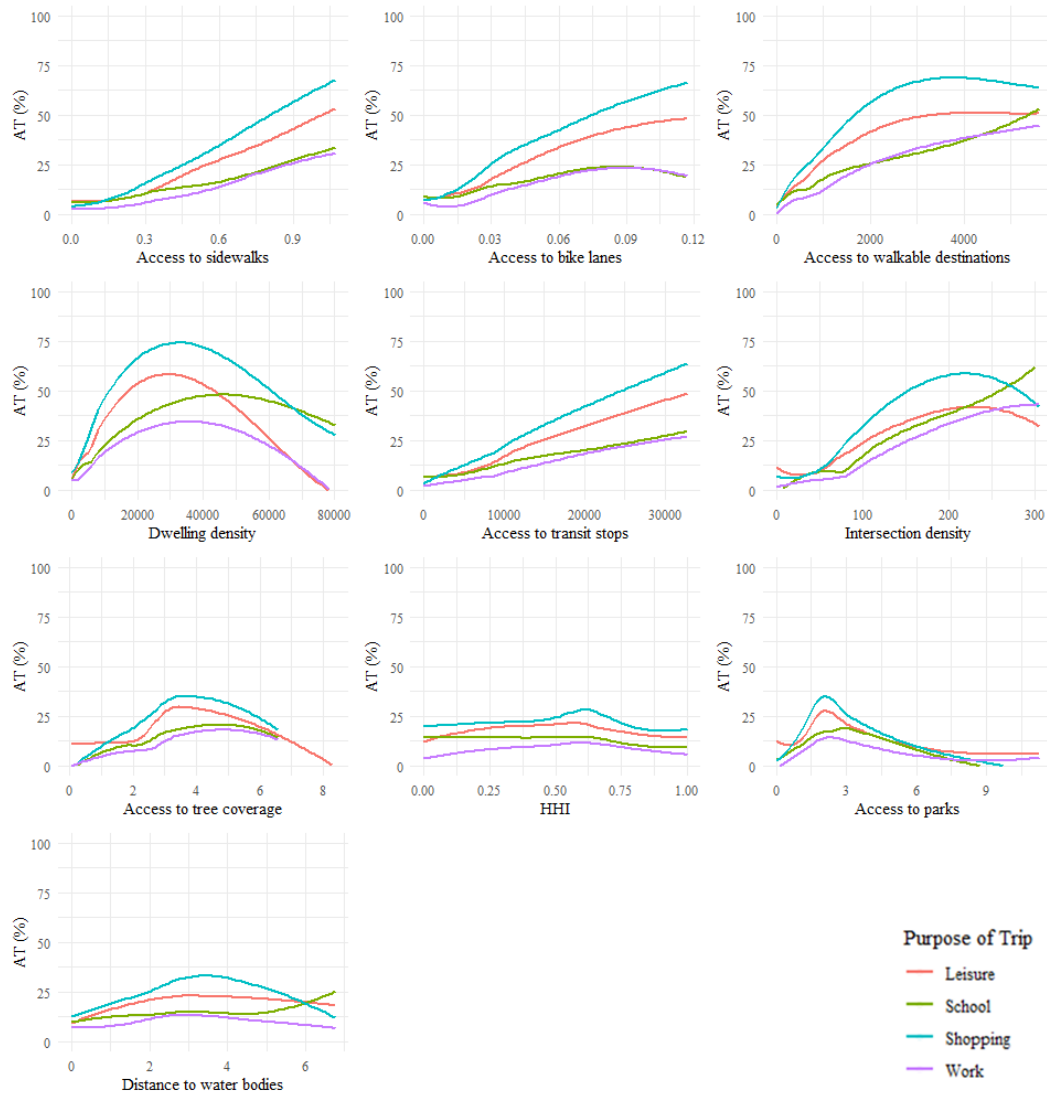 100
75
50
25
0
AT (%)
0.0 0.3 0.6 0.9
Access to sidewalks
100
75
50
25
0
AT (%)
0.00 0.03 0.06 0.09 0.12
Access to bike lanes
100
75
50
25
0
AT (%)
0 2000 4000
Access to walkable destinations
100
75
50
25
0
AT (%)
0 20000 40000 60000 80000
Dwelling density
100
75
50
25
0
AT (%)
0 10000 20000 30000
Access to transit stops
100
75
50
25
0
AT (%)
0 100 200 300
Intersection density
100
75
50
25
0
AT (%)
0 2 4 6 8
Access to tree coverage
100
75
50
25
0
AT (%)
0.00 0.25 0.50 0.75 1.00
HHI
100
75
50
25
0
AT (%)
0 3 6 9
Access to parks
100
75
50
25
0
AT (%)
0 2 4 6
Distance to water bodies
Purpose of Trip
Leisure
School
Shopping
Work